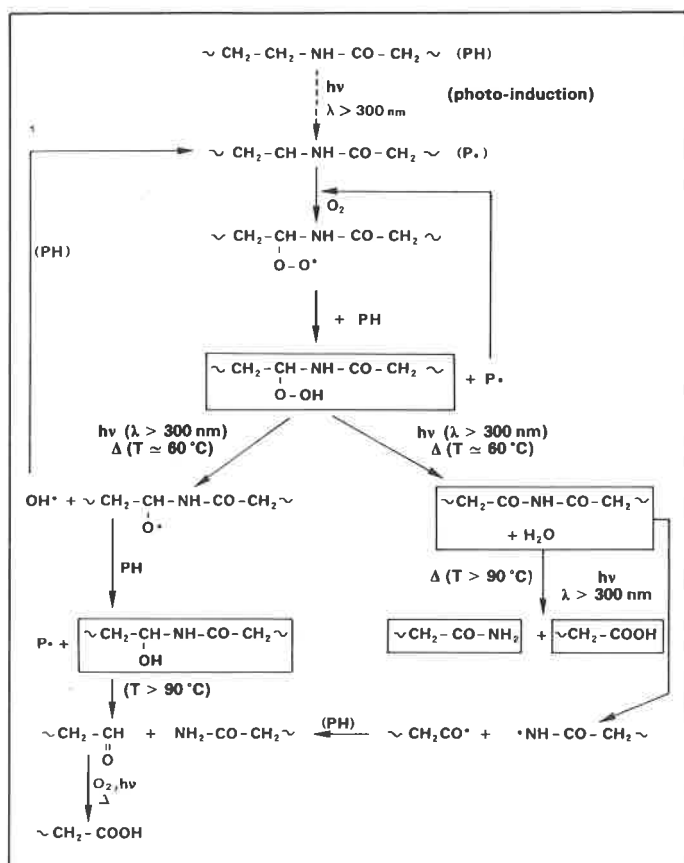 ∼ CH₂–CH₂–NH–CO–CH₂ ∼ (PH)
hν
λ > 300 nm
(photo-induction)
∼ CH₂–CH–NH–CO–CH₂ ∼ (P•)
O₂
∼ CH₂–CH–NH–CO–CH₂ ∼
O–O•
(PH)
+ PH
∼ CH₂–CH–NH–CO–CH₂ ∼ + P•
O–OH
hν (λ > 300 nm)
Δ (T ≃ 60 °C)
hν (λ > 300 nm)
Δ (T ≃ 60 °C)
OH• + ∼CH₂–CH–NH–CO–CH₂∼
O•
∼CH₂–CO–NH–CO–CH₂∼
+ H₂O
PH
Δ (T > 90 °C)
hν
λ > 300 nm
P• + ∼CH₂–CH–NH–CO–CH₂∼
OH
∼CH₂–CO–NH₂ + ∼CH₂–COOH
(T > 90 °C)
∼CH₂–CH + NH₂–CO–CH₂∼ (PH) ∼ CH₂CO• + •NH–CO–CH₂∼
O
O₂, hν
Δ
∼CH₂–COOH